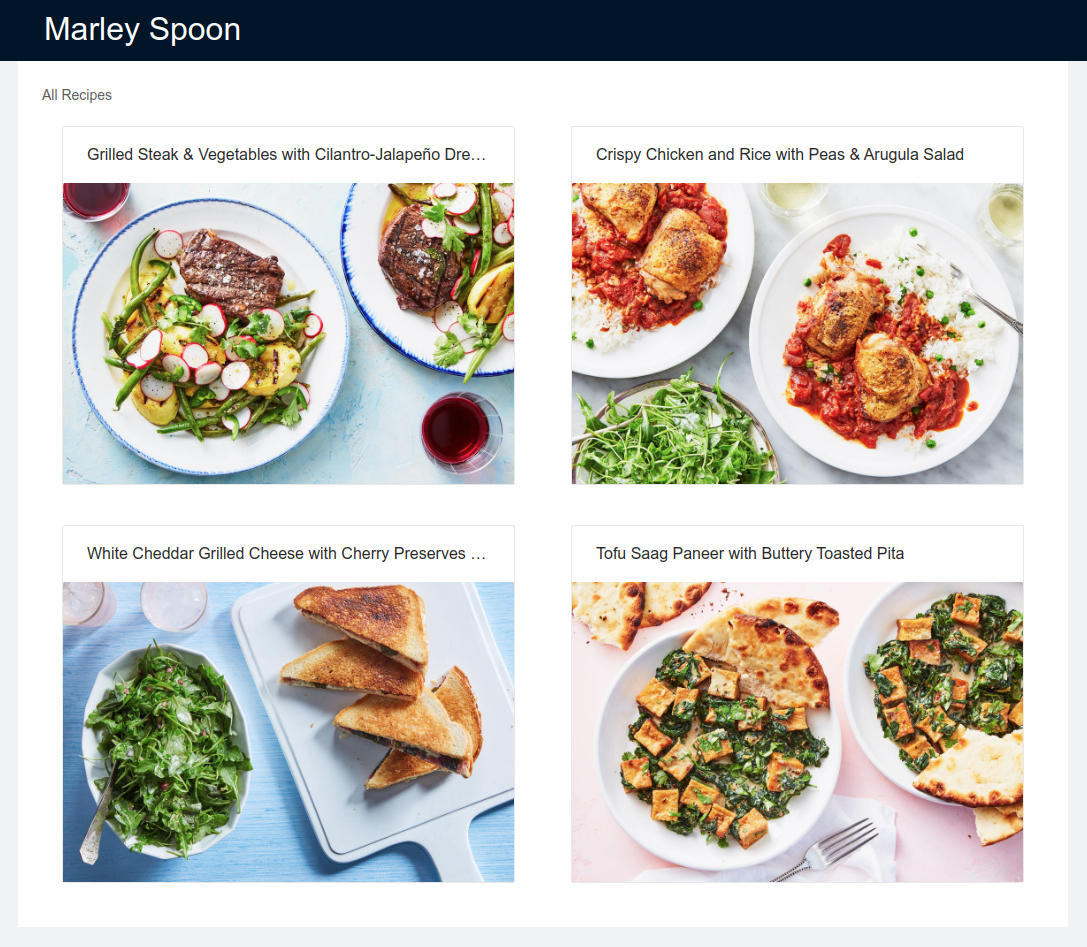 Marley Spoon
All Recipes
Grilled Steak & Vegetables with Cilantro-Jalapeño Dre…
Crispy Chicken and Rice with Peas & Arugula Salad
White Cheddar Grilled Cheese with Cherry Preserves …
Tofu Saag Paneer with Buttery Toasted Pita